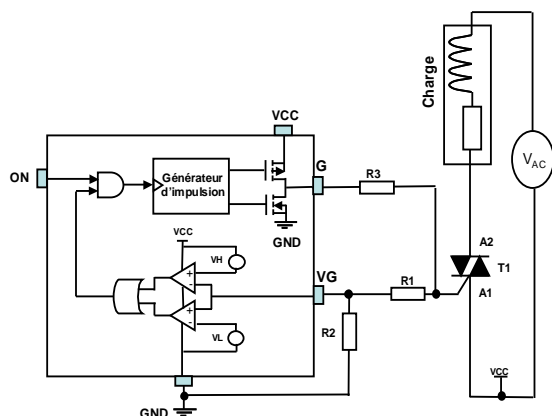 Charge
VAC
VCC
ON
Générateur
d'impulsion
G
R3
GND
VCC
VH
+
-
VG
R1
A2
T1
A1
+
-
VL
R2
VCC
GND